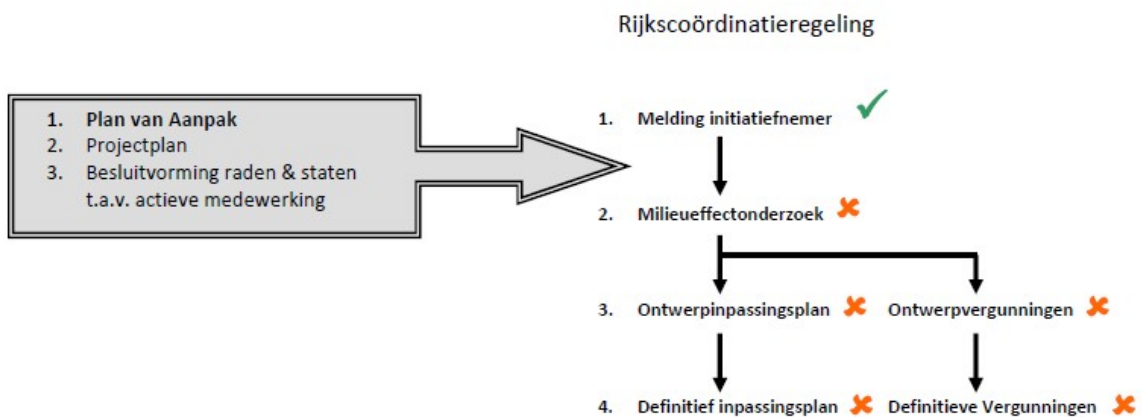 Rijkscoördinatieregeling
1. Plan van Aanpak
2. Projectplan
3. Besluitvorming raden & staten
t.a.v. actieve medewerking
1. Melding initiatiefnemer
2. Milieueffectonderzoek
3. Ontwerpinpassingsplan Ontwerpvergunningen
4. Definitief inpassingsplan Definitieve Vergunningen